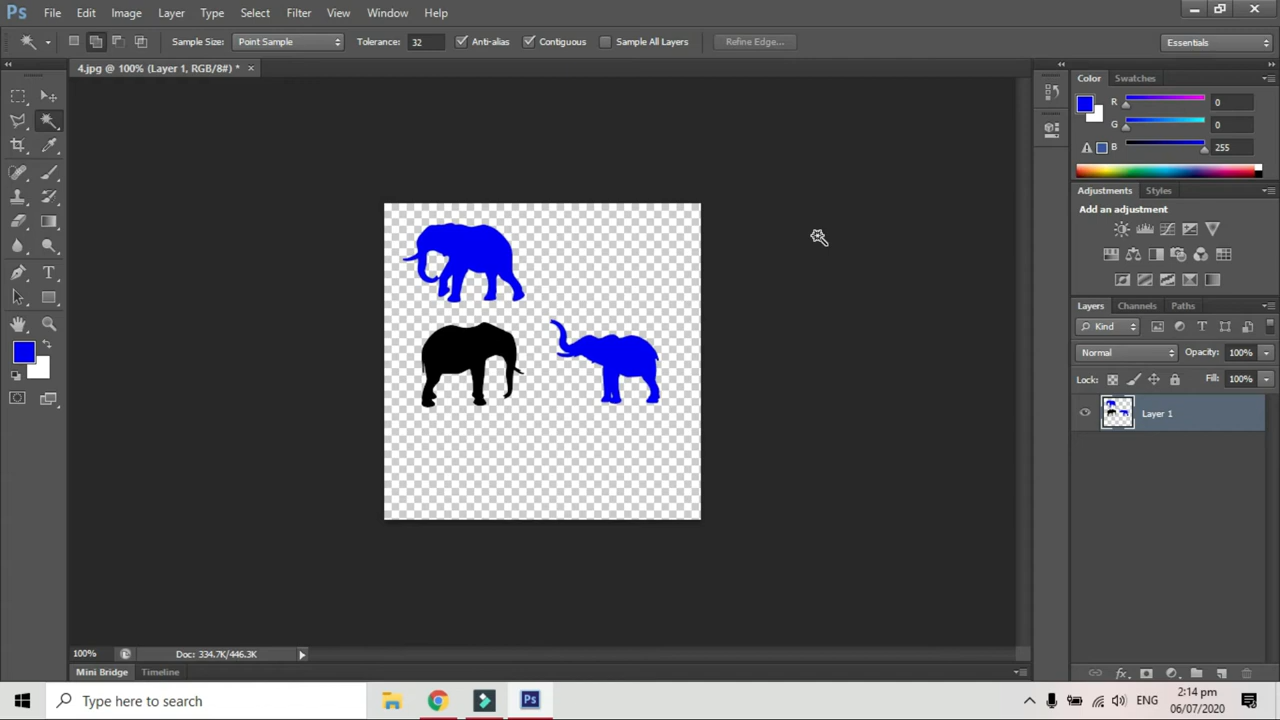 Ps File Edit Image Layer Type Select Filter View Window Help
Sample Size: Point Sample Tolerance: 32 Anti-alias Contiguous Sample All Layers Refine Edge... Essentials
4.jpg @ 100% (Layer 1, RGB/8#) * ×
Color Swatches
R 0
G 0
B 255
Adjustments Styles
Add an adjustment
Layers Channels Paths
Kind
Normal Opacity: 100%
Lock: Fill: 100%
Layer 1
100% Doc: 334.7K/446.3K
Mini Bridge Timeline
Type here to search Ps ENG 2:14 pm
06/07/2020